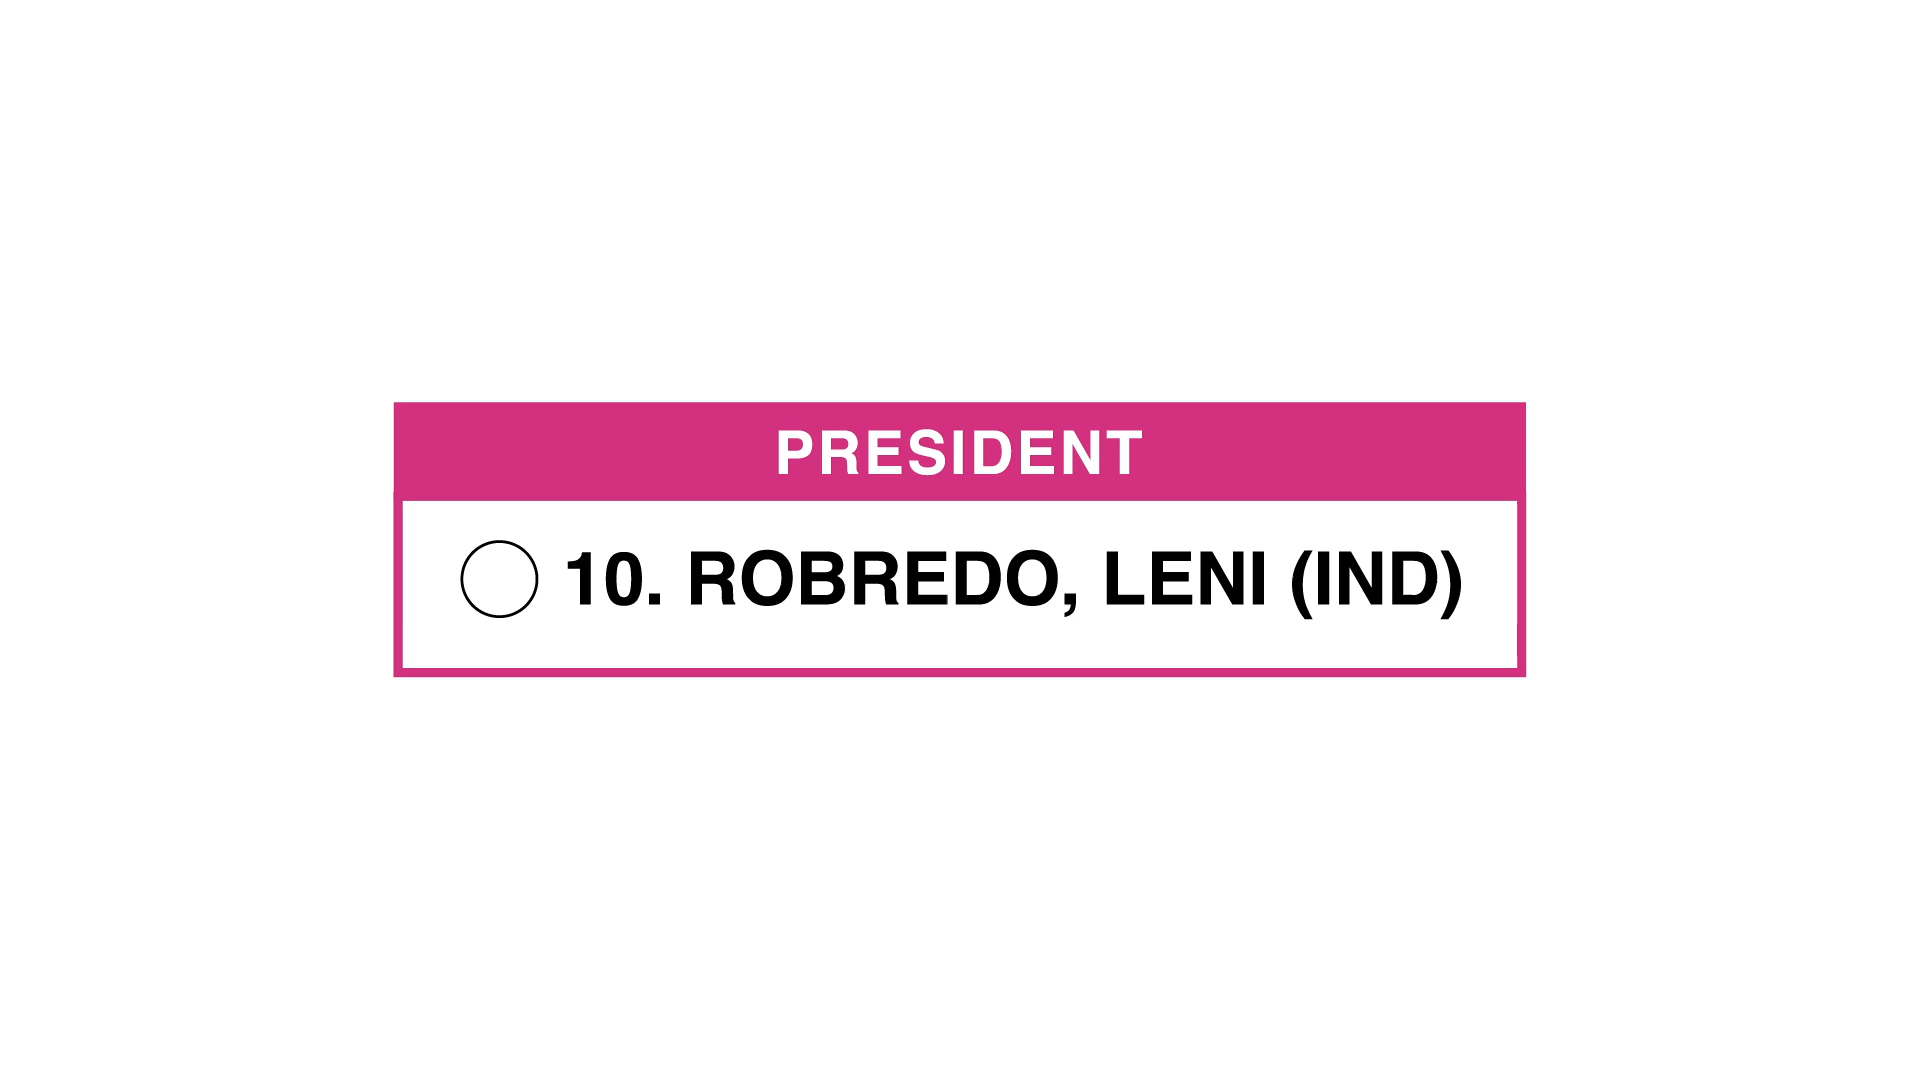 PRESIDENT
10. ROBREDO, LENI (IND)